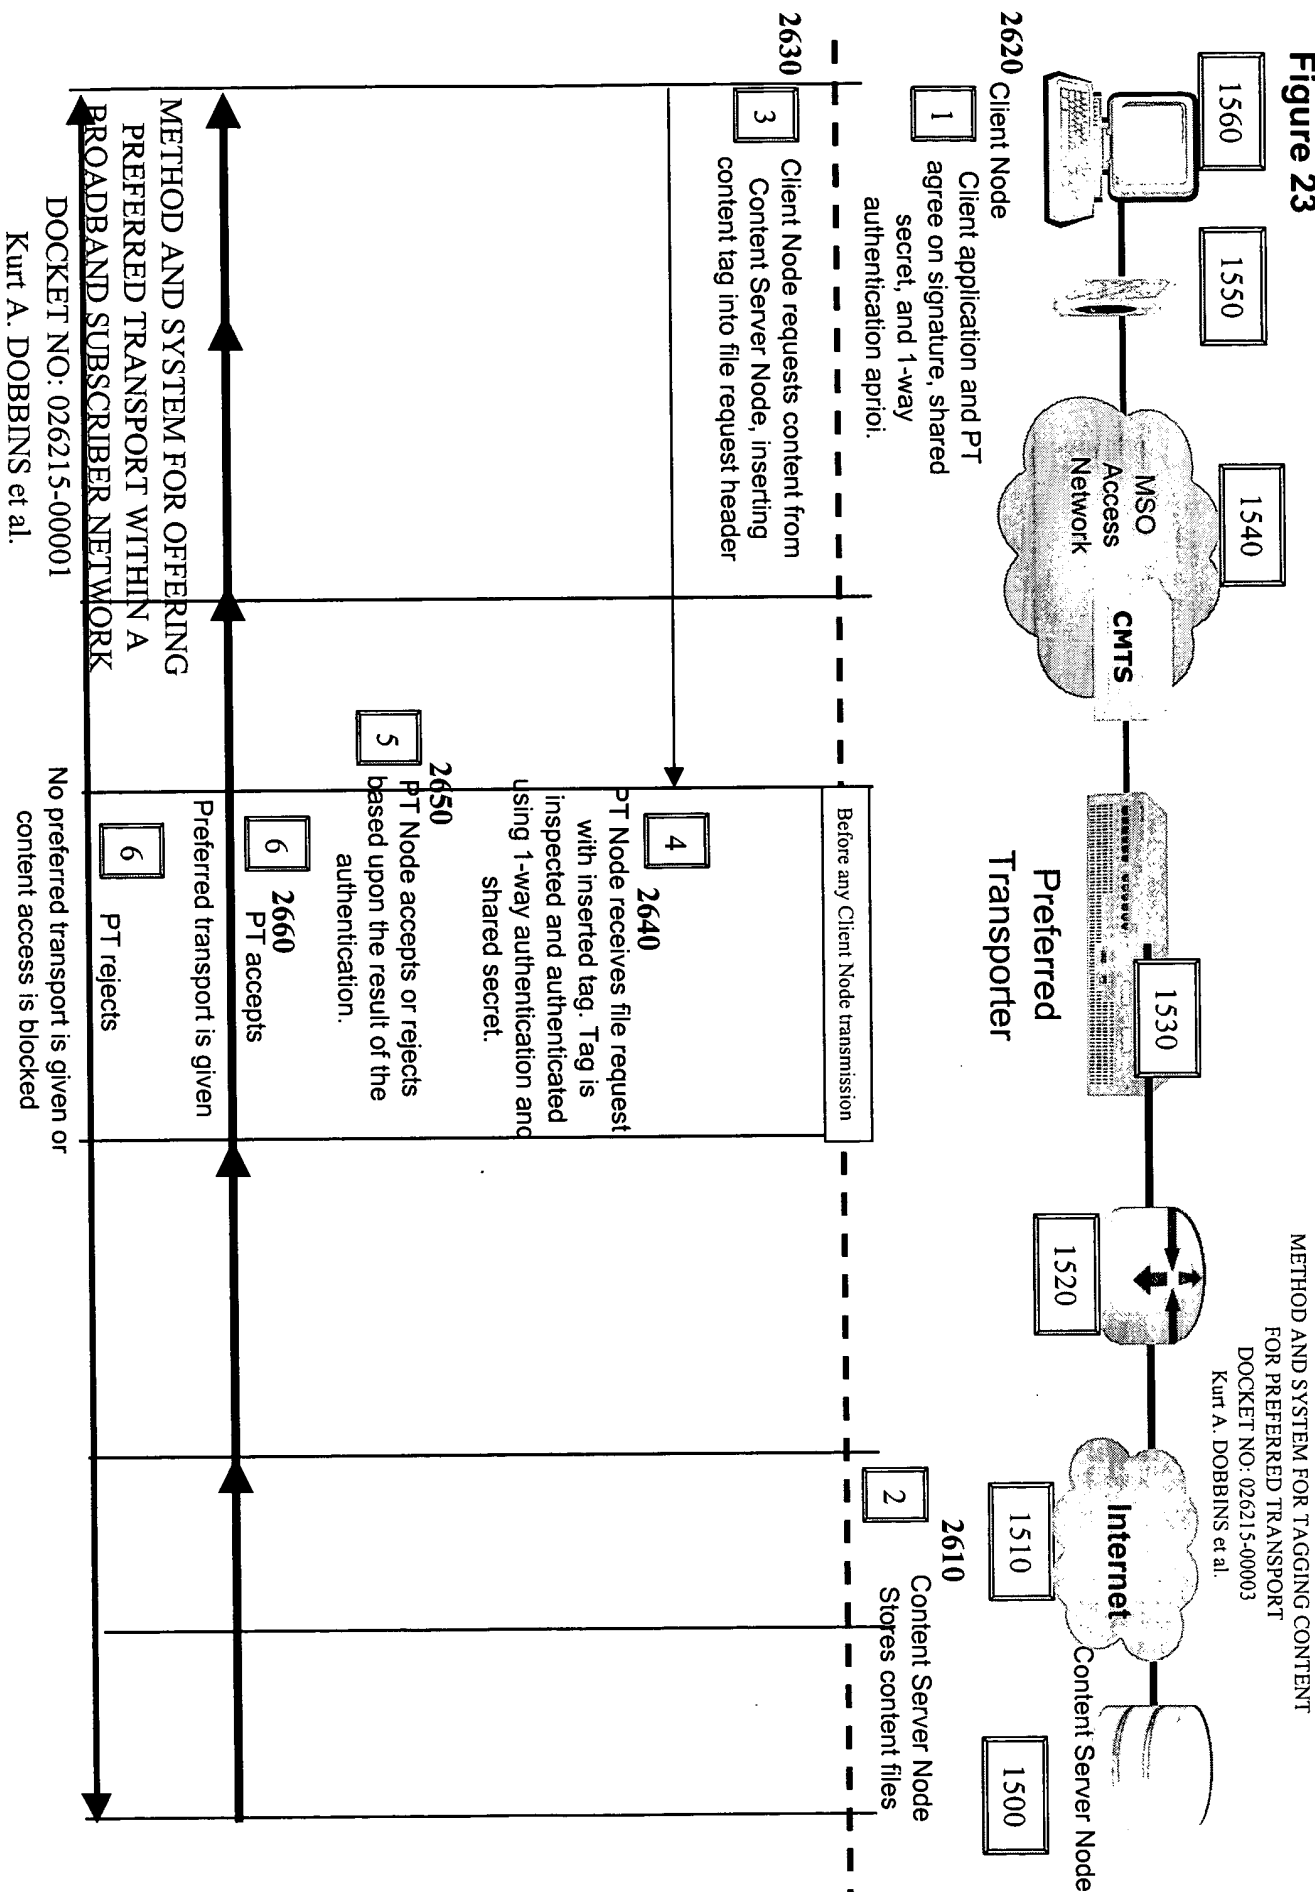 Figure 23
METHOD AND SYSTEM FOR TAGGING CONTENT
FOR PREFERRED TRANSPORT
DOCKET NO: 026215-00003
Kurt A. DOBBINS et al.
1560
1550
1540
1530
1520
1510
1500
MSO
Access
Network
CMTS
Preferred
Transporter
Internet
Content Server Node
2620 Client Node
1
Client application and PT
agree on signature, shared
secret, and 1-way
authentication aprioi.
2610
2
Content Server Node
Stores content files
Before any Client Node transmission
2630
3
Client Node requests content from
Content Server Node, inserting
content tag into file request header
4
2640
PT Node receives file request
with inserted tag. Tag is
inspected and authenticated
using 1-way authentication and
shared secret.
2650
5
PT Node accepts or rejects
based upon the result of the
authentication.
6
2660
PT accepts
Preferred transport is given
6
PT rejects
No preferred transport is given or
content access is blocked
METHOD AND SYSTEM FOR OFFERING
PREFERRED TRANSPORT WITHIN A
BROADBAND SUBSCRIBER NETWORK
DOCKET NO: 026215-00001
Kurt A. DOBBINS et al.